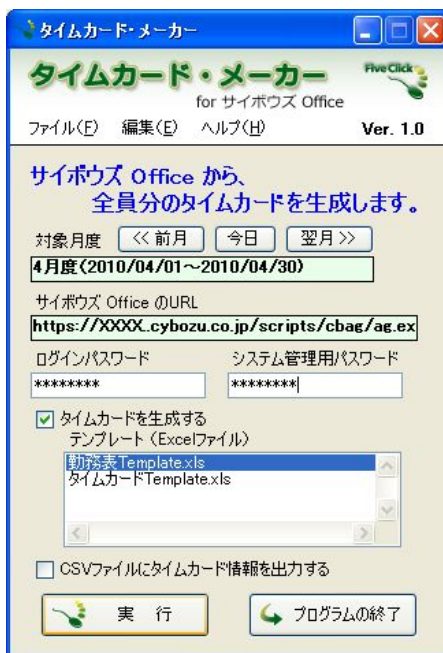 タイムカード・メーカー
タイムカード・メーカー
FiveClick
for サイボウズ Office
ファイル(F) 編集(E) ヘルプ(H) Ver. 1.0
サイボウズ Office から、
全員分のタイムカードを生成します。
対象月度 <<前月 今日 翌月>>
4月度(2010/04/01～2010/04/30)
サイボウズ Office のURL
https://XXXX.cybozu.co.jp/scripts/cbag/ag.ex
ログインパスワード システム管理用パスワード
******** ********
タイムカードを生成する
テンプレート（Excelファイル）
勤務表Template.xls
タイムカードTemplate.xls
CSVファイルにタイムカード情報を出力する
実 行 プログラムの終了